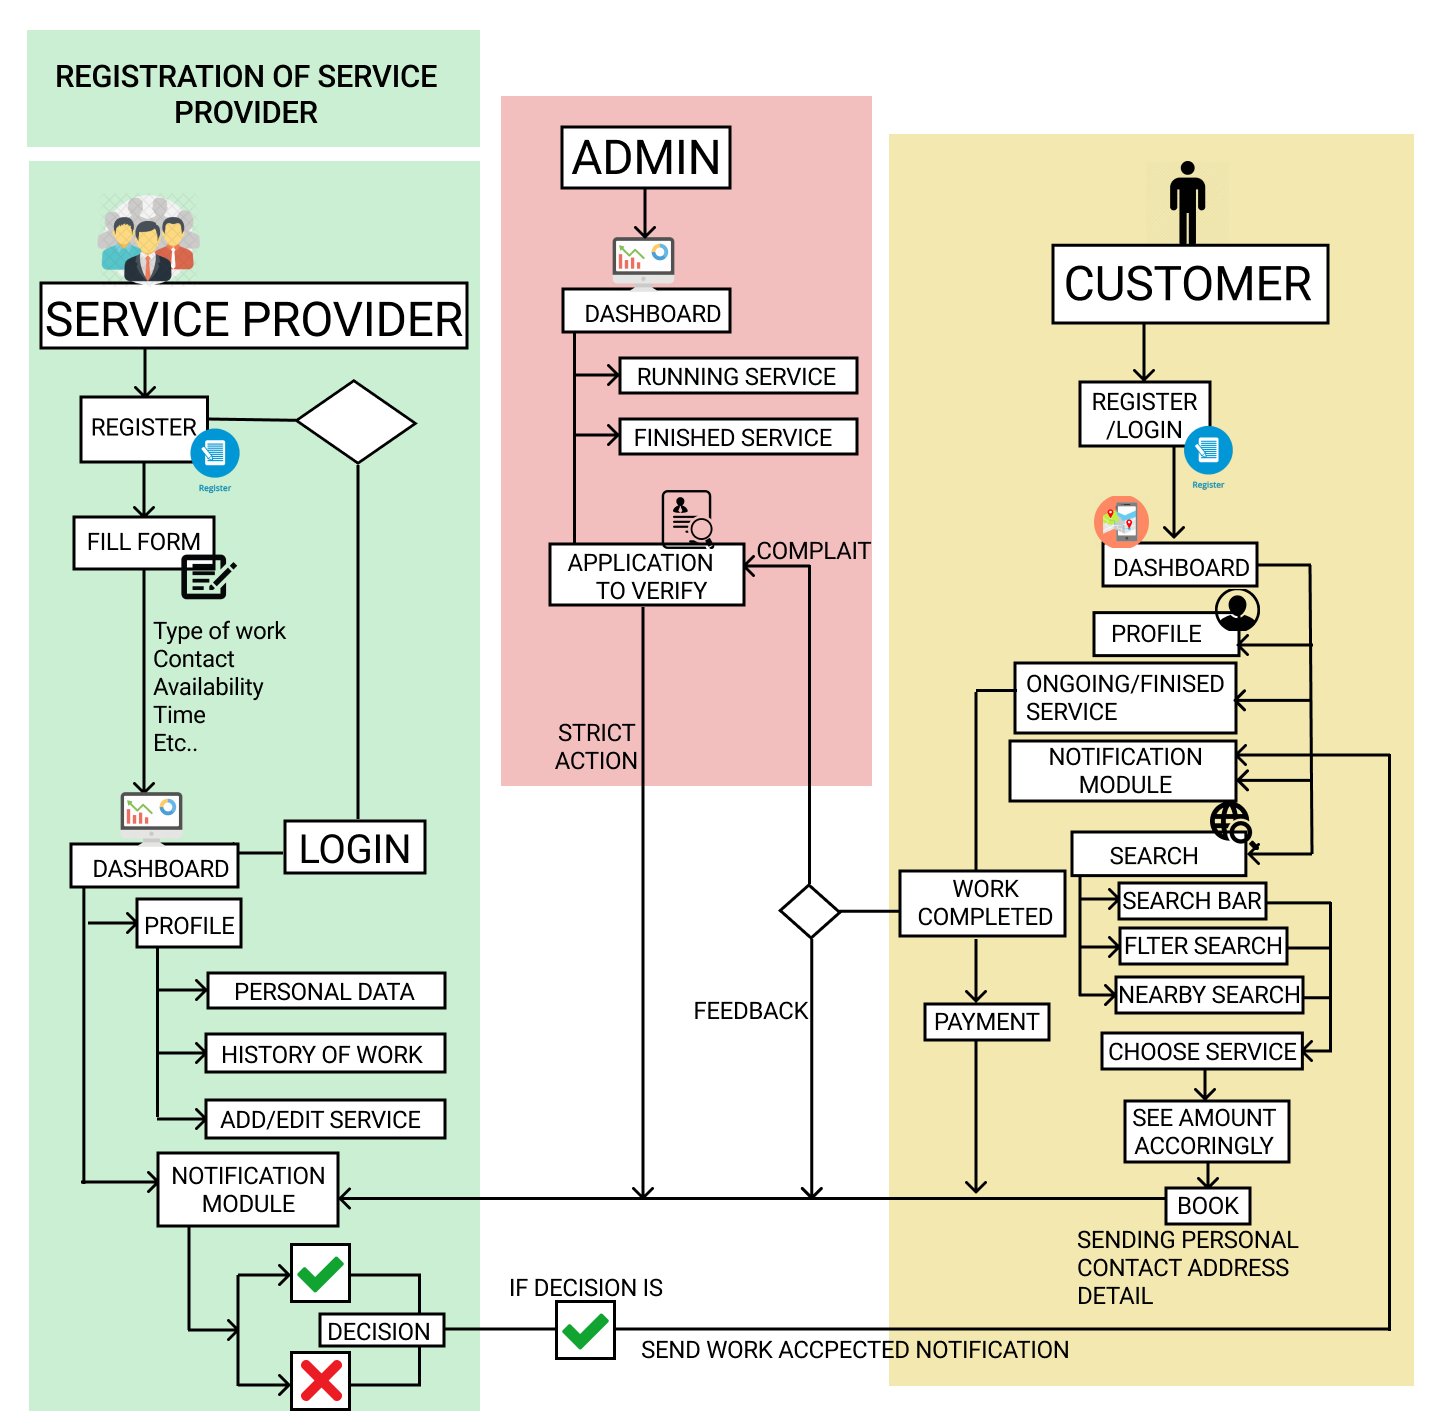 REGISTRATION OF SERVICE
PROVIDER
SERVICE PROVIDER
REGISTER
Register
FILL FORM
Type of work
Contact
Availability
Time
Etc..
DASHBOARD
LOGIN
PROFILE
PERSONAL DATA
HISTORY OF WORK
ADD/EDIT SERVICE
NOTIFICATION
MODULE
DECISION
ADMIN
DASHBOARD
RUNNING SERVICE
FINISHED SERVICE
APPLICATION
TO VERIFY
COMPLAIT
STRICT
ACTION
FEEDBACK
IF DECISION IS
SEND WORK ACCPECTED NOTIFICATION
CUSTOMER
REGISTER
/LOGIN
Register
DASHBOARD
PROFILE
ONGOING/FINISED
SERVICE
NOTIFICATION
MODULE
SEARCH
WORK
COMPLETED
PAYMENT
SEARCH BAR
FLTER SEARCH
NEARBY SEARCH
CHOOSE SERVICE
SEE AMOUNT
ACCORINGLY
BOOK
SENDING PERSONAL
CONTACT ADDRESS
DETAIL